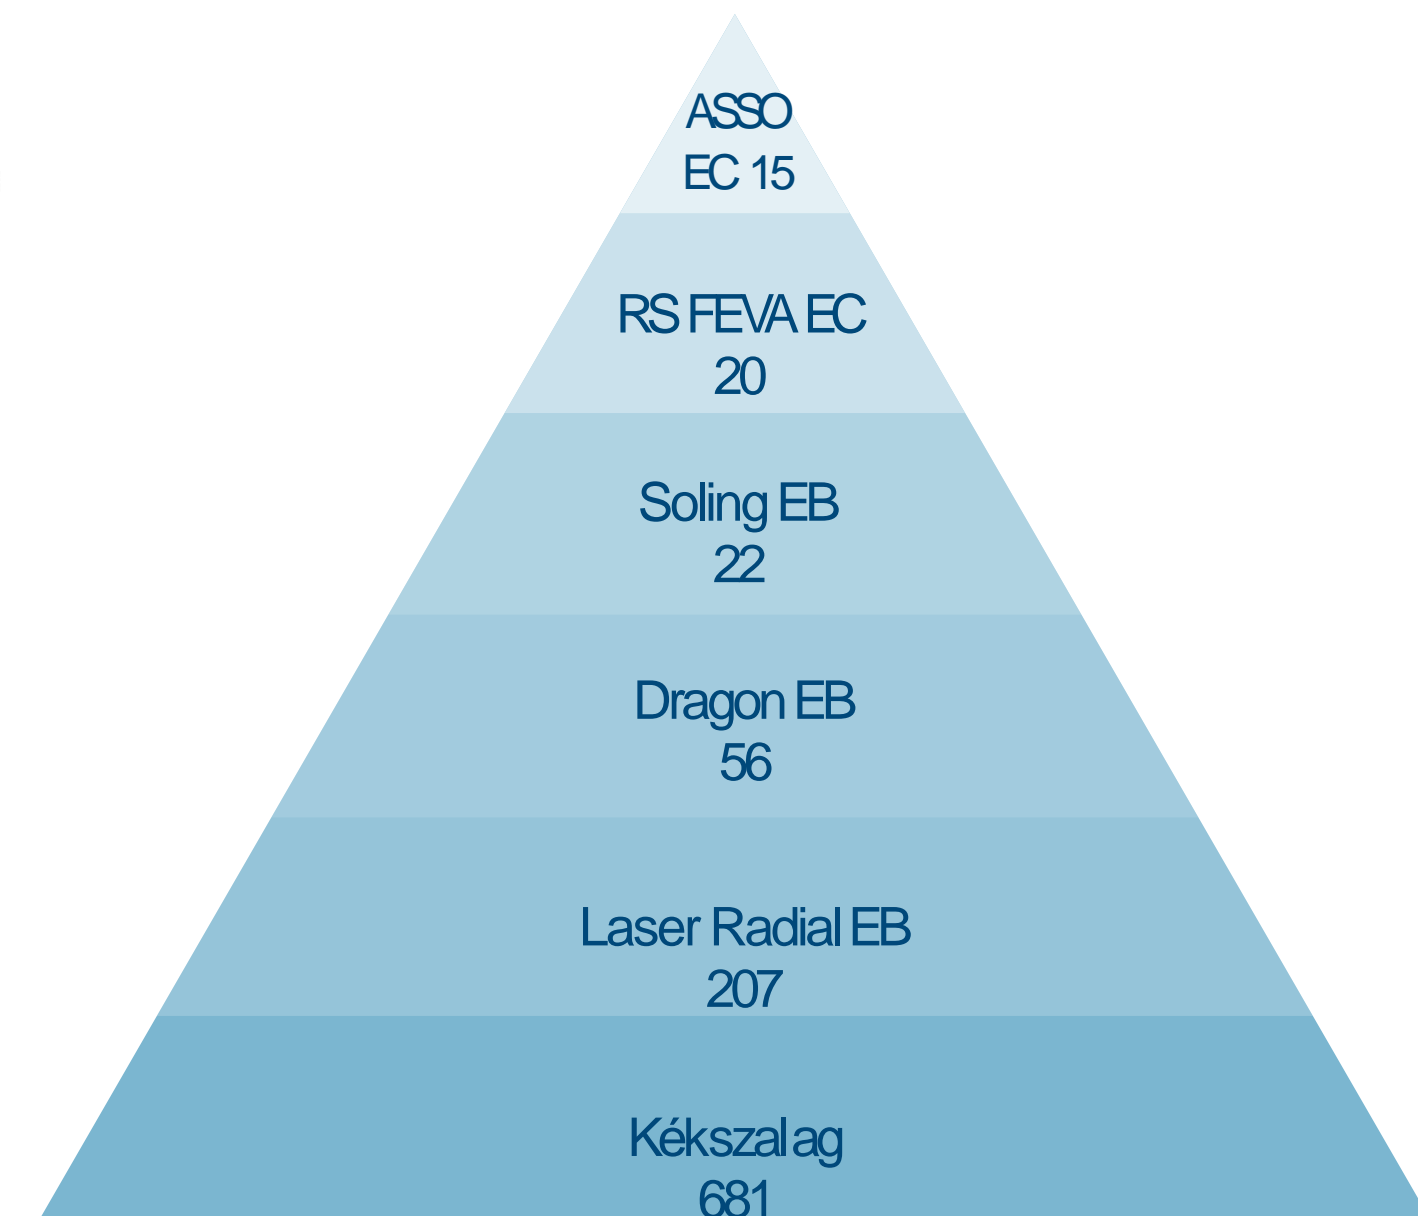 ASSO
EC 15
RS FEVA EC
20
Soling EB
22
Dragon EB
56
Laser Radial EB
207
Kékszalag
681